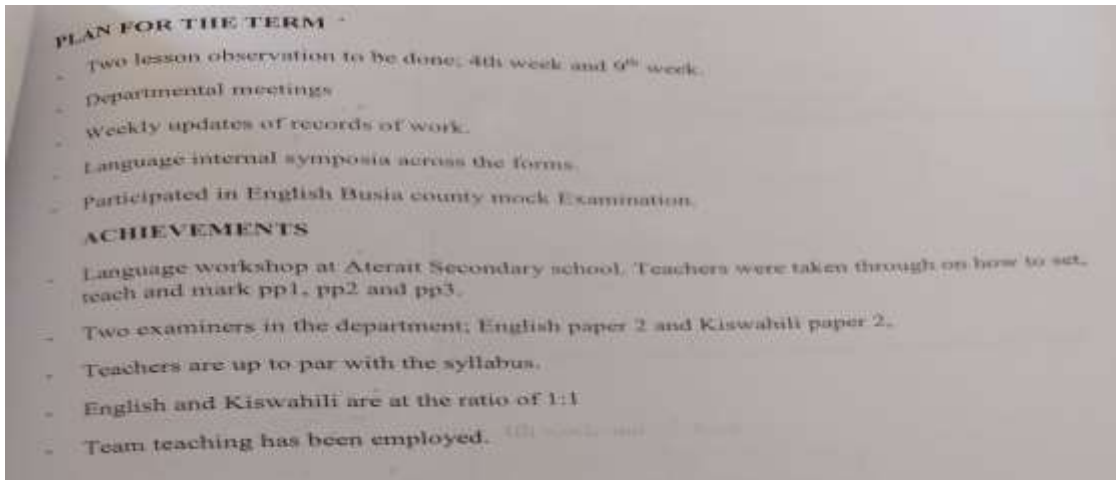 PLAN FOR THE TERM
- Two lesson observation to be done; 4th week and 9th week.
- Departmental meetings
- Weekly updates of records of work.
- Language internal symposia across the forms.
- Participated in English Busia county mock Examination.
ACHIEVEMENTS
- Language workshop at Aterait Secondary school. Teachers were taken through on how to set,
teach and mark pp1, pp2 and pp3.
- Two examiners in the department; English paper 2 and Kiswahili paper 2.
- Teachers are up to par with the syllabus.
- English and Kiswahili are at the ratio of 1:1
- Team teaching has been employed.